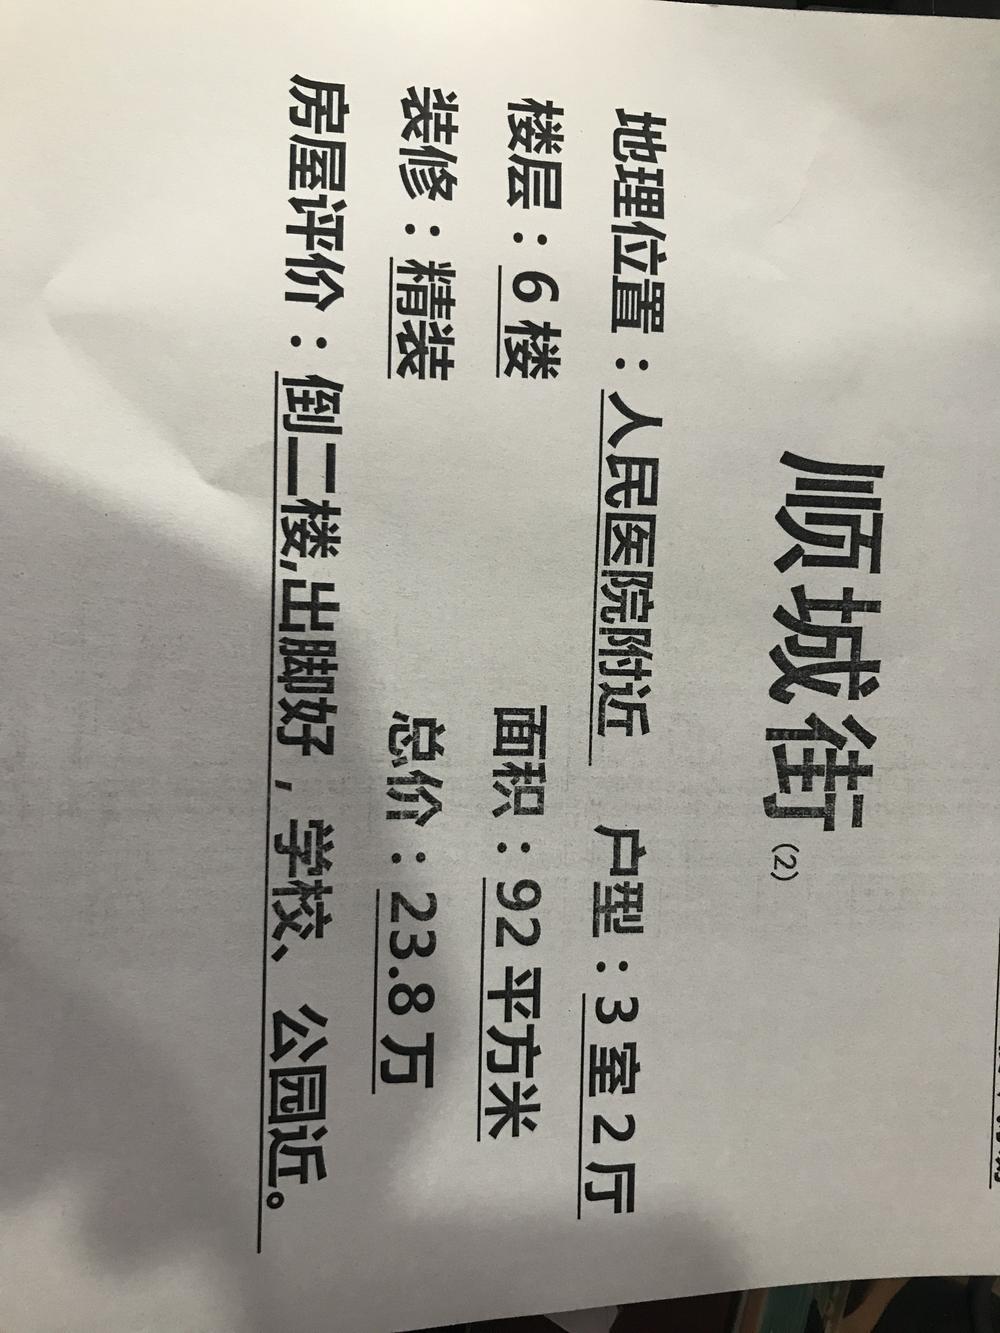 顺城街(2)
地理位置：人民医院附近 户型：3室2厅
楼层：6楼 面积：92平方米
装修：精装 总价：23.8万
房屋评价：倒二楼,出脚好，学校、公园近。